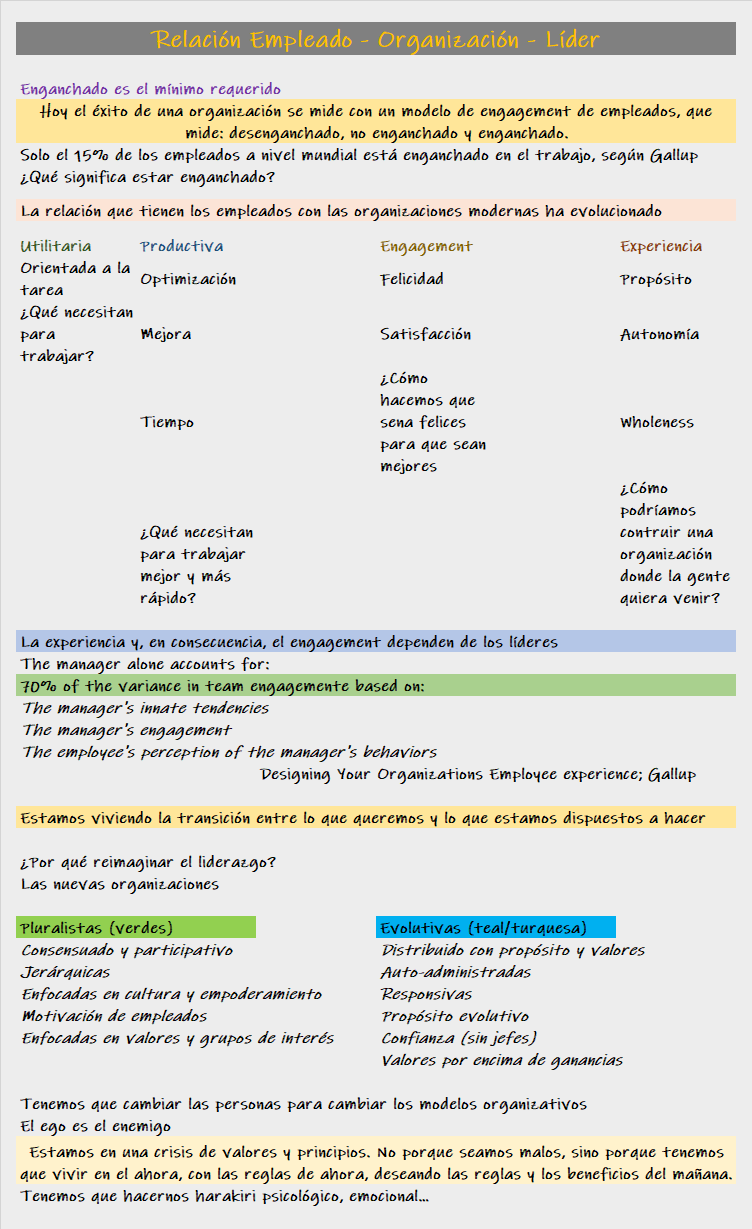 Relación Empleado - Organización - Líder
Enganchado es el mínimo requerido
Hoy el éxito de una organización se mide con un modelo de engagement de empleados, que
mide: desenganchado, no enganchado y enganchado.
Solo el 15% de los empleados a nivel mundial está enganchado en el trabajo, según Gallup
¿Qué significa estar enganchado?
La relación que tienen los empleados con las organizaciones modernas ha evolucionado
Utilitaria Productiva Engagement Experiencia
Orientada a la
tarea
Optimización Felicidad Propósito
¿Qué necesitan
para
trabajar?
Mejora Satisfacción Autonomía
Tiempo
¿Cómo
hacemos que
sena felices
para que sean
mejores
Wholeness
¿Qué necesitan
para trabajar
mejor y más
rápido?
¿Cómo
podríamos
contruir una
organización
donde la gente
quiera venir?
La experiencia y, en consecuencia, el engagement dependen de los líderes
The manager alone accounts for:
70% of the variance in team engagemente based on:
The manager's innate tendencies
The manager's engagement
The employee's perception of the manager's behaviors
Designing Your Organizations Employee experience; Gallup
Estamos viviendo la transición entre lo que queremos y lo que estamos dispuestos a hacer
¿Por qué reimaginar el liderazgo?
Las nuevas organizaciones
Pluralistas (verdes)
Consensuado y participativo
Jerárquicas
Enfocadas en cultura y empoderamiento
Motivación de empleados
Enfocadas en valores y grupos de interés
Evolutivas (teal/turquesa)
Distribuido con propósito y valores
Auto-administradas
Responsivas
Propósito evolutivo
Confianza (sin jefes)
Valores por encima de ganancias
Tenemos que cambiar las personas para cambiar los modelos organizativos
El ego es el enemigo
Estamos en una crisis de valores y principios. No porque seamos malos, sino porque tenemos
que vivir en el ahora, con las reglas de ahora, deseando las reglas y los beneficios del mañana.
Tenemos que hacernos harakiri psicológico, emocional...